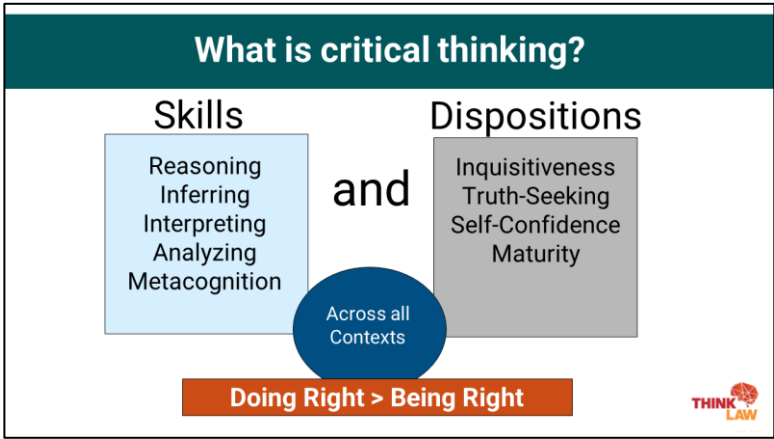 What is critical thinking?
Skills
Reasoning
Inferring
Interpreting
Analyzing
Metacognition
and
Dispositions
Inquisitiveness
Truth-Seeking
Self-Confidence
Maturity
Across all
Contexts
Doing Right > Being Right
THINK
LAW